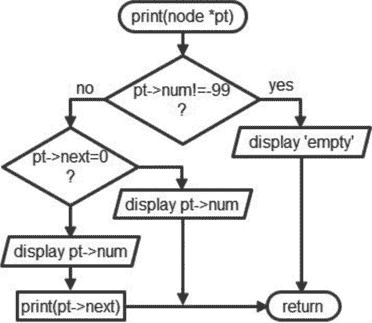 print(node *pt)
pt->num!=-99
?
no
yes
display 'empty'
pt->next=0
?
display pt->num
display pt->num
print(pt->next)
return